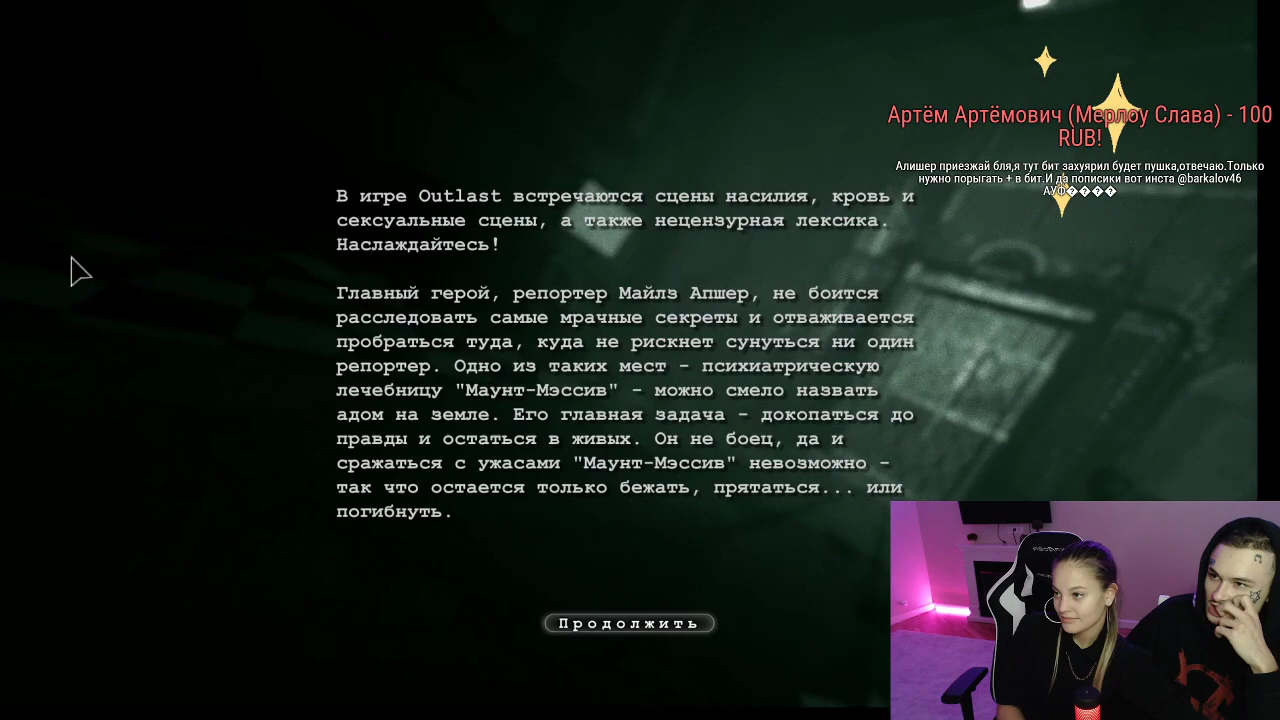 Артём Артёмович (Мерлоу Слава) - 100
RUB!
Алишер приезжай бля,я тут бит захуярил будет пушка,отвечаю.Только
нужно порыгать + в бит.И да пописики вот инста @barkalov46
АУФ����
В игре Outlast встречаются сцены насилия, кровь и
сексуальные сцены, а также нецензурная лексика.
Наслаждайтесь!
Главный герой, репортер Майлз Апшер, не боится
расследовать самые мрачные секреты и отваживается
пробраться туда, куда не рискнет сунуться ни один
репортер. Одно из таких мест - психиатрическую
лечебницу "Маунт-Мэссив" - можно смело назвать
адом на земле. Его главная задача - докопаться до
правды и остаться в живых. Он не боец, да и
сражаться с ужасами "Маунт-Мэссив" невозможно -
так что остается только бежать, прятаться... или
погибнуть.
Продолжить